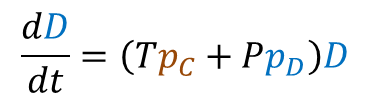 dD/dt = (Tp_C + Pp_D)D